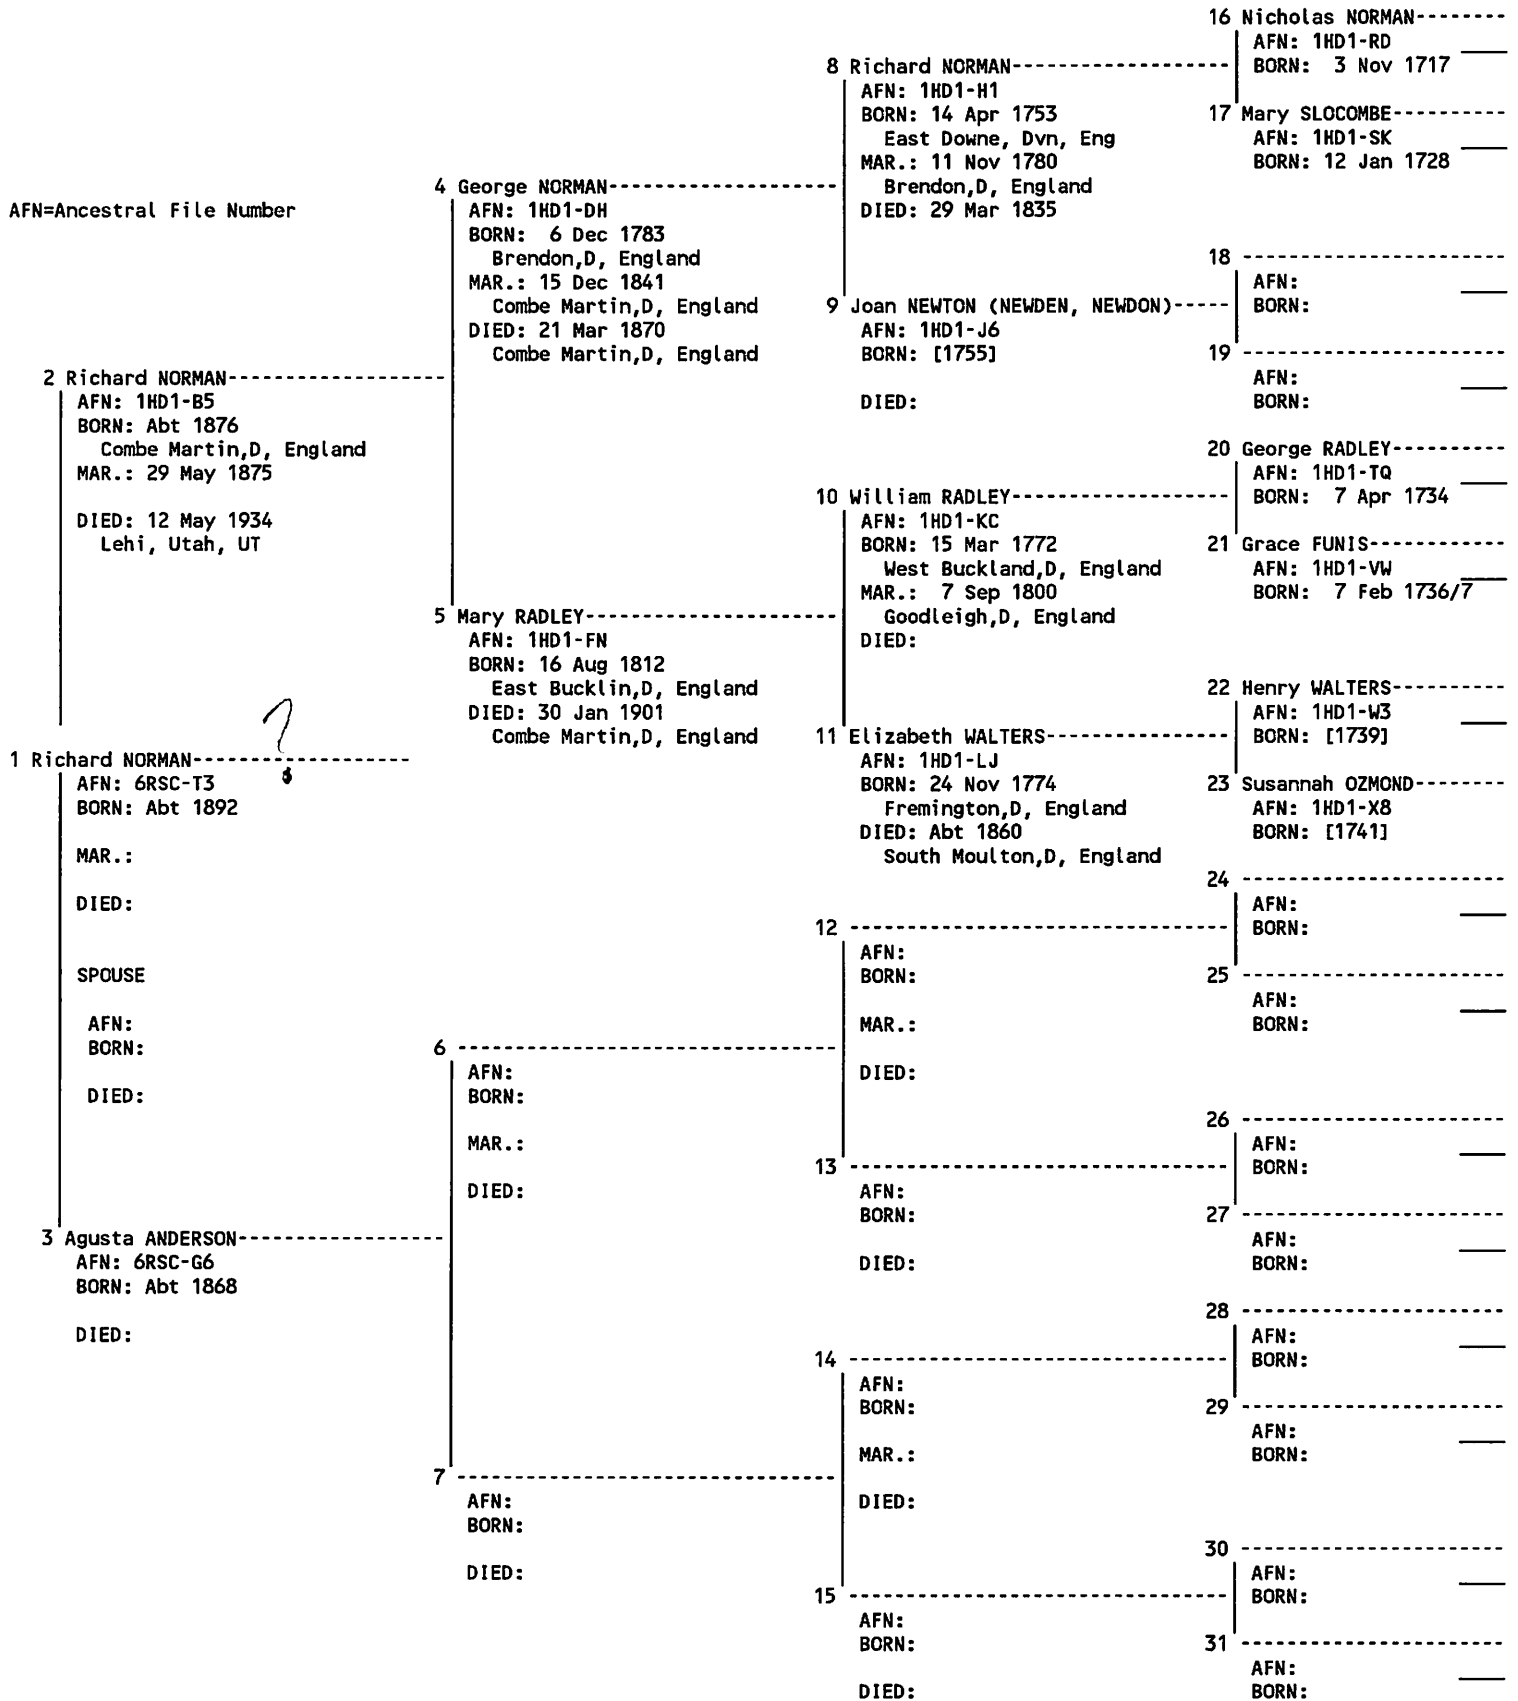 AFN=Ancestral File Number
1 Richard NORMAN
?
AFN: 6RSC-T3
BORN: Abt 1892
MAR.:
DIED:
SPOUSE
AFN:
BORN:
DIED:
2 Richard NORMAN
AFN: 1HD1-B5
BORN: Abt 1876
Combe Martin,D, England
MAR.: 29 May 1875
DIED: 12 May 1934
Lehi, Utah, UT
3 Agusta ANDERSON
AFN: 6RSC-G6
BORN: Abt 1868
DIED:
4 George NORMAN
AFN: 1HD1-DH
BORN: 6 Dec 1783
Brendon,D, England
MAR.: 15 Dec 1841
Combe Martin,D, England
DIED: 21 Mar 1870
Combe Martin,D, England
5 Mary RADLEY
AFN: 1HD1-FN
BORN: 16 Aug 1812
East Bucklin,D, England
DIED: 30 Jan 1901
Combe Martin,D, England
6
AFN:
BORN:
MAR.:
DIED:
7
AFN:
BORN:
DIED:
8 Richard NORMAN
AFN: 1HD1-H1
BORN: 14 Apr 1753
East Downe, Dvn, Eng
MAR.: 11 Nov 1780
Brendon,D, England
DIED: 29 Mar 1835
9 Joan NEWTON (NEWDEN, NEWDON)
AFN: 1HD1-J6
BORN: [1755]
DIED:
10 William RADLEY
AFN: 1HD1-KC
BORN: 15 Mar 1772
West Buckland,D, England
MAR.: 7 Sep 1800
Goodleigh,D, England
DIED:
11 Elizabeth WALTERS
AFN: 1HD1-LJ
BORN: 24 Nov 1774
Fremington,D, England
DIED: Abt 1860
South Moulton,D, England
12
AFN:
BORN:
MAR.:
DIED:
13
AFN:
BORN:
DIED:
14
AFN:
BORN:
MAR.:
DIED:
15
AFN:
BORN:
DIED:
16 Nicholas NORMAN
AFN: 1HD1-RD
BORN: 3 Nov 1717
17 Mary SLOCOMBE
AFN: 1HD1-SK
BORN: 12 Jan 1728
18
AFN:
BORN:
19
AFN:
BORN:
20 George RADLEY
AFN: 1HD1-TQ
BORN: 7 Apr 1734
21 Grace FUNIS
AFN: 1HD1-VW
BORN: 7 Feb 1736/7
22 Henry WALTERS
AFN: 1HD1-W3
BORN: [1739]
23 Susannah OZMOND
AFN: 1HD1-X8
BORN: [1741]
24
AFN:
BORN:
25
AFN:
BORN:
26
AFN:
BORN:
27
AFN:
BORN:
28
AFN:
BORN:
29
AFN:
BORN:
30
AFN:
BORN:
31
AFN:
BORN: